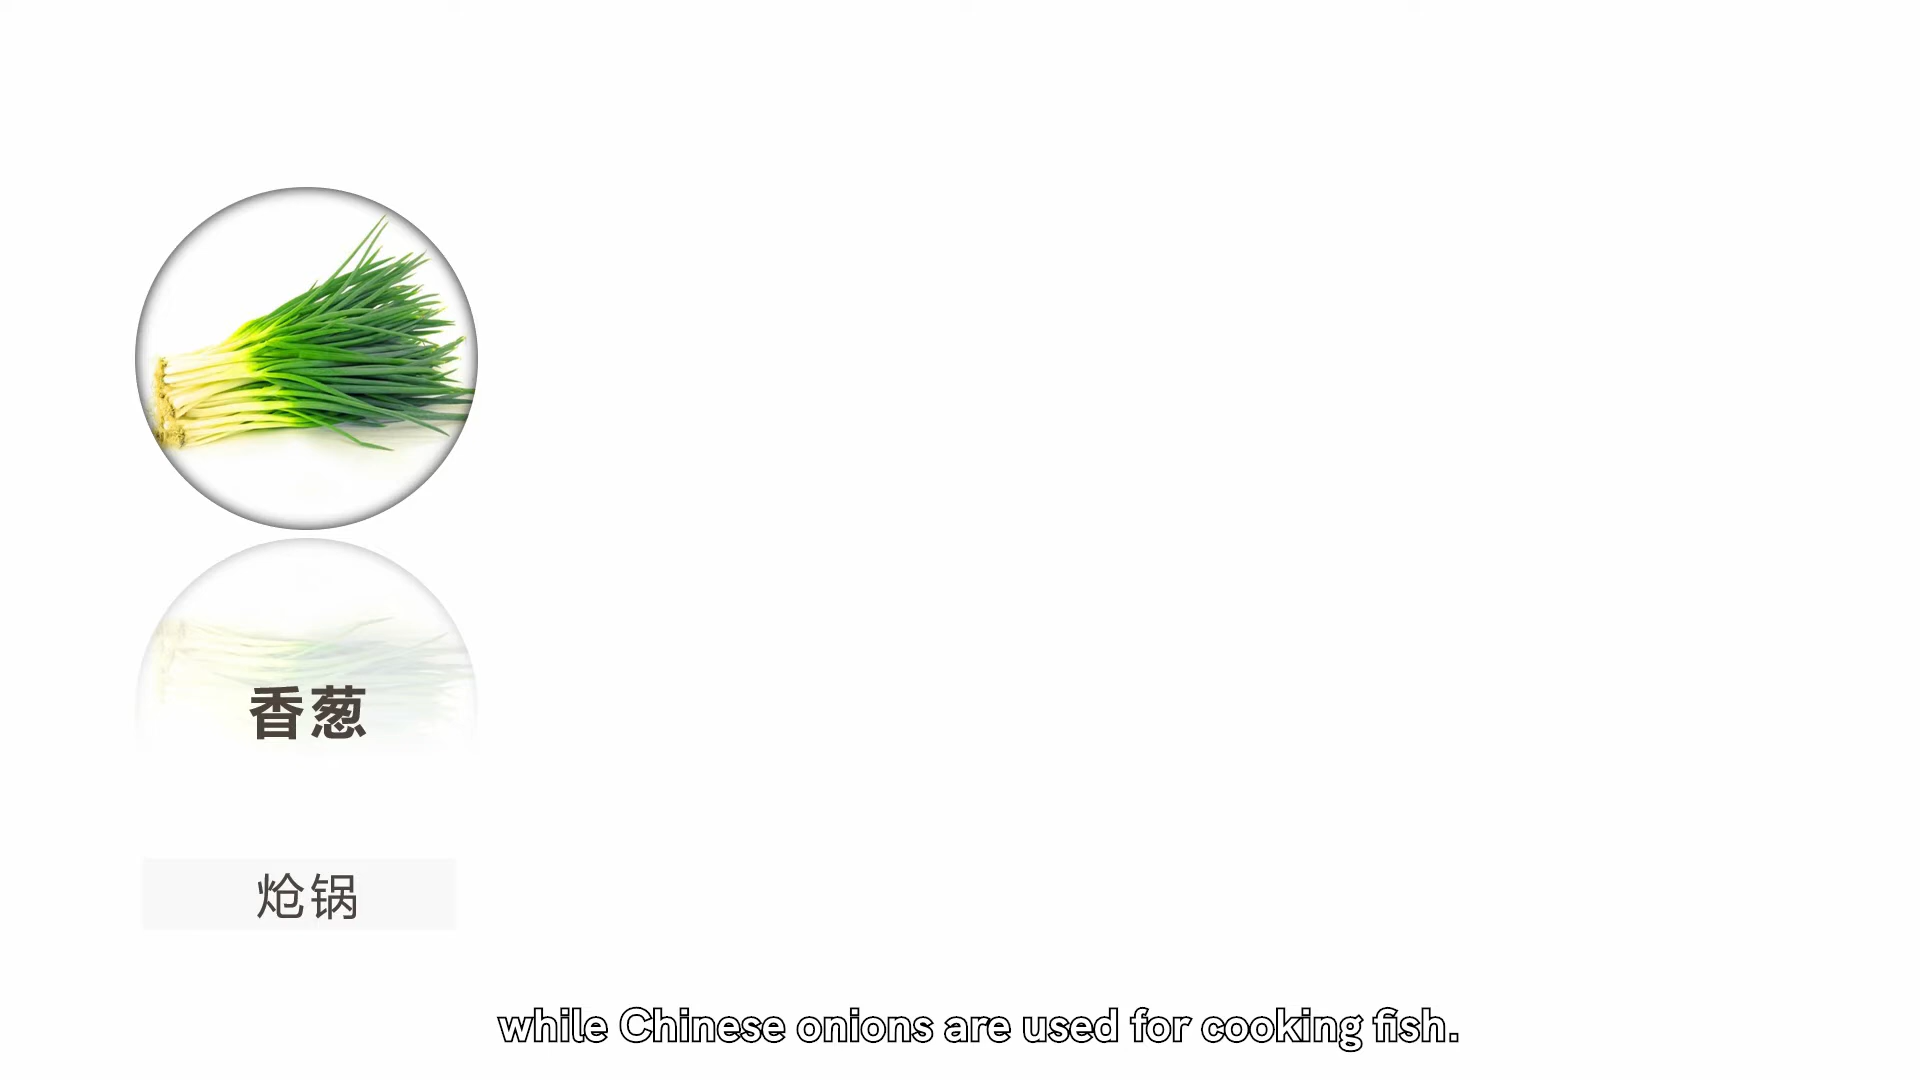 香葱
炝锅
while Chinese onions are used for cooking fish.